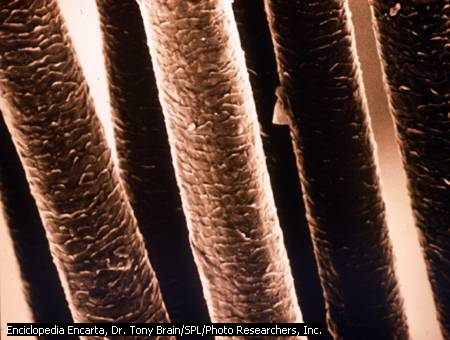 Enciclopedia Encarta, Dr. Tony Brain/SPL/Photo Researchers, Inc.